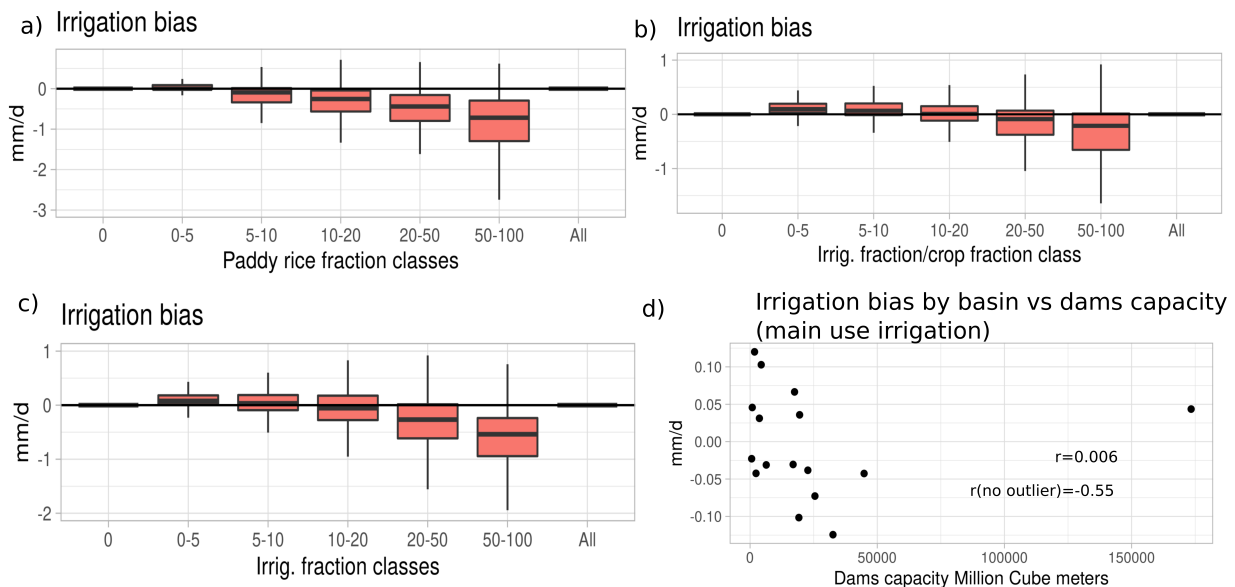 a) Irrigation bias
mm/d
0
-1
-2
-3
0 0-5 5-10 10-20 20-50 50-100 All
Paddy rice fraction classes
b) Irrigation bias
mm/d
1
0
-1
0 0-5 5-10 10-20 20-50 50-100 All
Irrig. fraction/crop fraction class
c) Irrigation bias
mm/d
1
0
-1
-2
0 0-5 5-10 10-20 20-50 50-100 All
Irrig. fraction classes
d) Irrigation bias by basin vs dams capacity
(main use irrigation)
mm/d
0.10
0.05
0.00
-0.05
-0.10
r=0.006
r(no outlier)=-0.55
0 50000 100000 150000
Dams capacity Million Cube meters